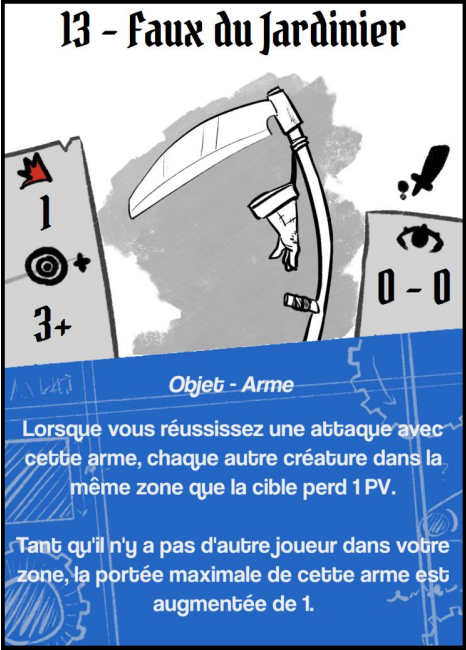 13 - Faux du Jardinier
1
3+
0 - 0
Objet - Arme
Lorsque vous réussissez une attaque avec
cette arme, chaque autre créature dans la
même zone que la cible perd 1 PV.
Tant qu'il n'y a pas d'autre joueur dans votre
zone, la portée maximale de cette arme est
augmentée de 1.